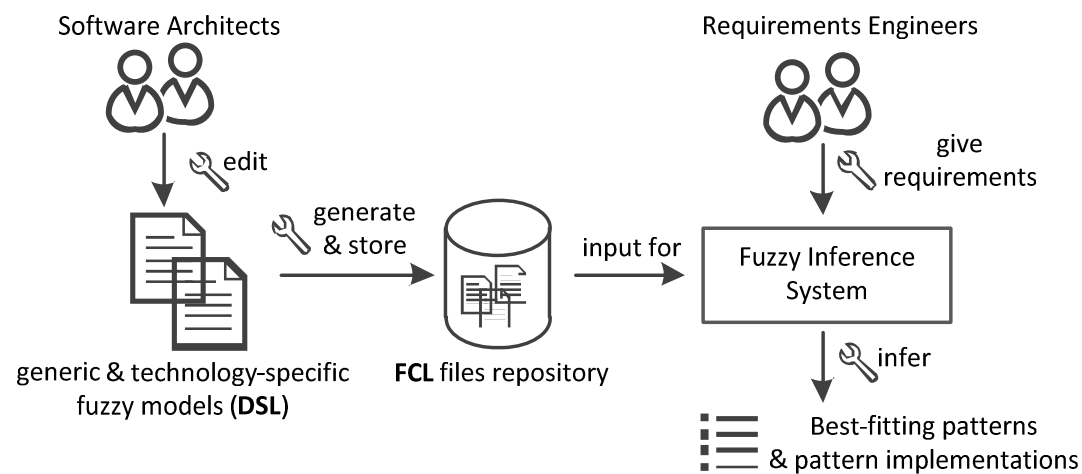 Software Architects
edit
generic & technology-specific
fuzzy models (DSL)
generate
& store
FCL files repository
input for
Requirements Engineers
give
requirements
Fuzzy Inference
System
infer
Best-fitting patterns
& pattern implementations